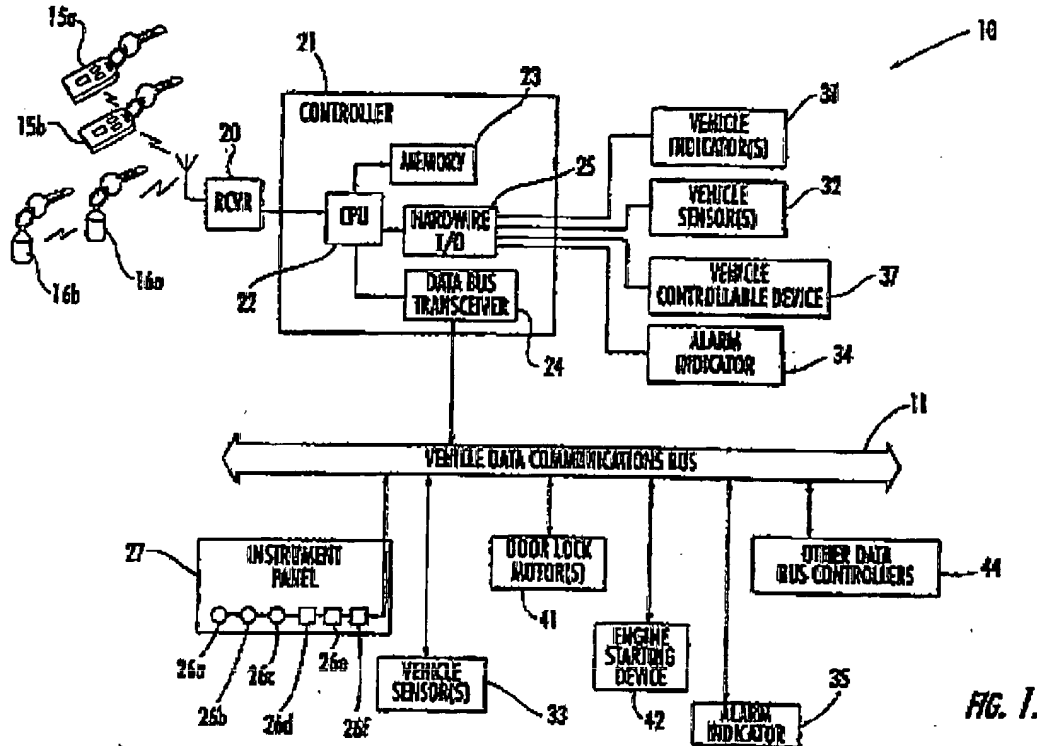 15a
21
10
CONTROLLER
23
31
VEHICLE
INDICATOR(S)
15b
20
MEMORY
25
VEHICLE
SENSOR(S)
32
RCVR
CPU
HARDWIRE
I/O
16b
16a
22
DATA BUS
TRANSCEIVER
24
VEHICLE
CONTROLLABLE DEVICE
37
ALARM
INDICATOR
34
11
VEHICLE DATA COMMUNICATIONS BUS
27
INSTRUMENT
PANEL
DOOR LOCK
MOTOR(S)
41
OTHER DATA
BUS CONTROLLERS
44
26a
26b
26c
26d
26e
26f
VEHICLE
SENSOR(S)
33
ENGINE
STARTING
DEVICE
42
ALARM
INDICATOR
35
FIG. 1.